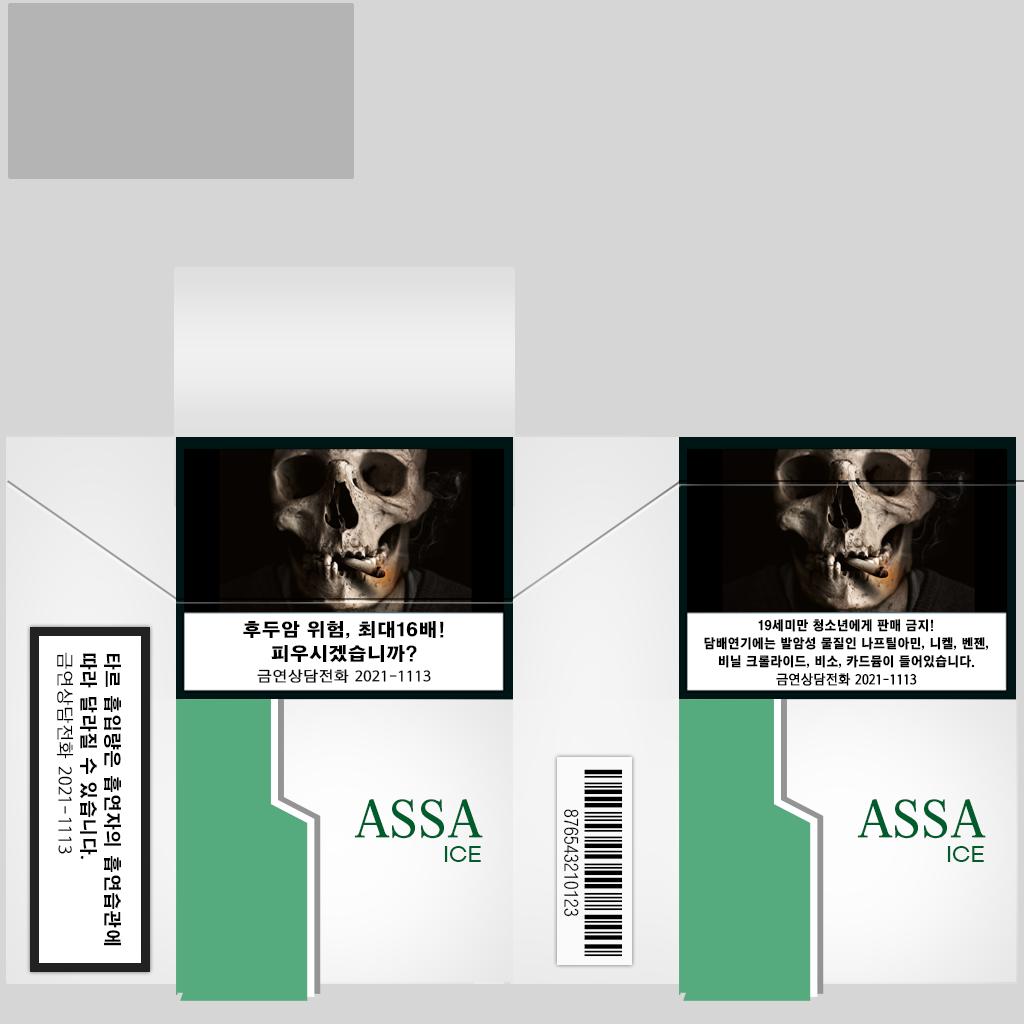 타르 흡입량은 흡연자의 흡연습관에
따라 달라질 수 있습니다.
금연상담전화 2021-1113
후두암 위험, 최대16배!
피우시겠습니까?
금연상담전화 2021-1113
ASSA
ICE
876543210123
19세미만 청소년에게 판매 금지!
담배연기에는 발암성 물질인 나프틸아민, 니켈, 벤젠,
비닐 크롤라이드, 비소, 카드뮴이 들어있습니다.
금연상담전화 2021-1113
ASSA
ICE